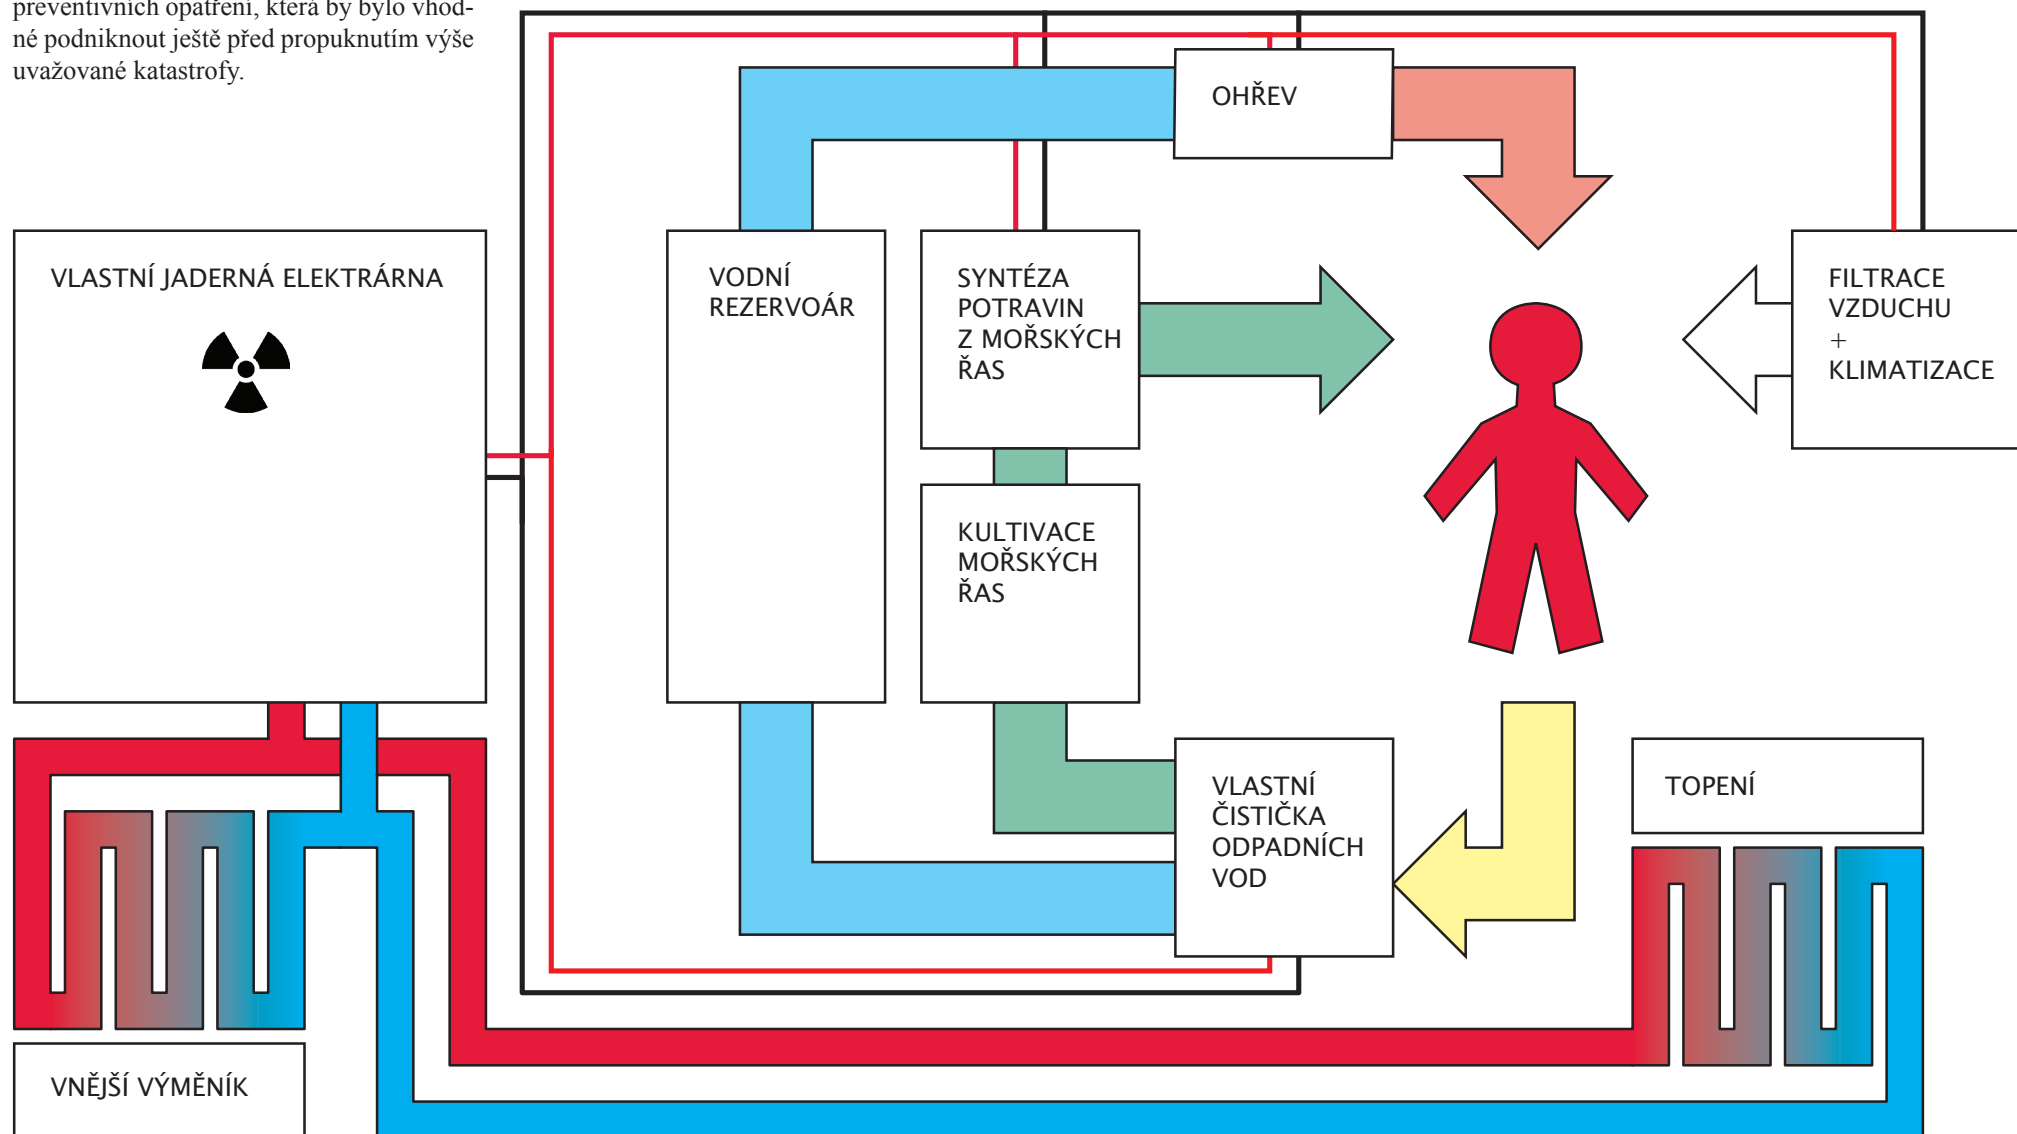 preventivních opatření, která by bylo vhod-
né podniknout ještě před propuknutím výše
uvažované katastrofy.
OHŘEV
VLASTNÍ JADERNÁ ELEKTRÁRNA
VODNÍ
REZERVOÁR
SYNTÉZA
POTRAVIN
Z MOŘSKÝCH
ŘAS
FILTRACE
VZDUCHU
+
KLIMATIZACE
KULTIVACE
MOŘSKÝCH
ŘAS
VLASTNÍ
ČISTIČKA
ODPADNÍCH
VOD
TOPENÍ
VNĚJŠÍ VÝMĚNÍK